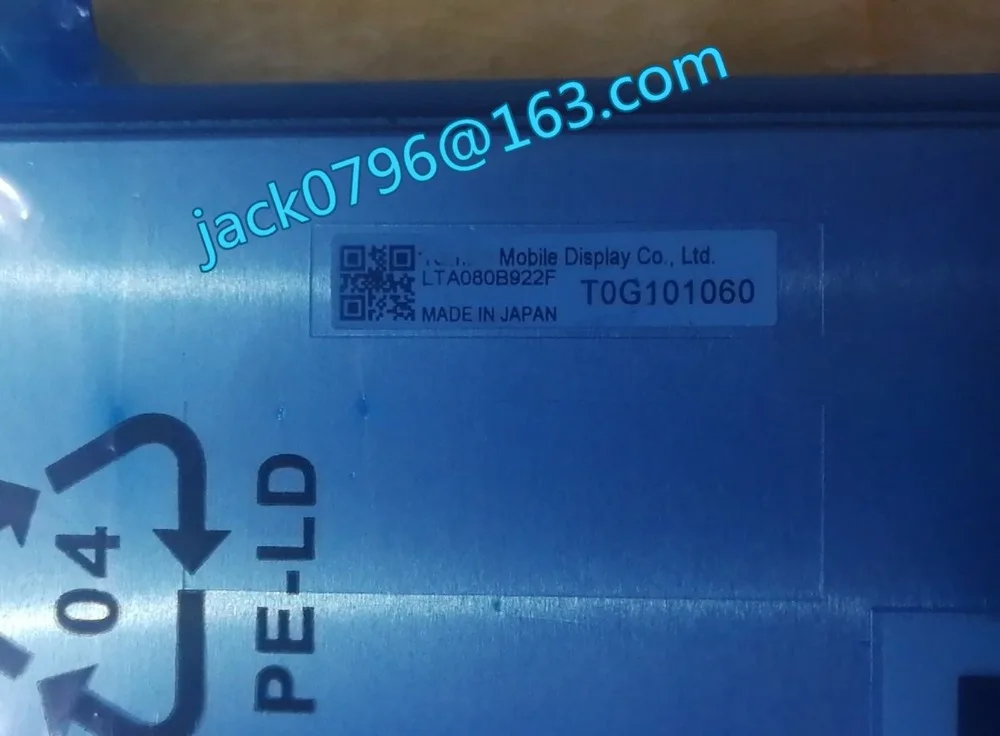 jack0796@163.com
Mobile Display Co., Ltd.
LTA080B922F
T0G101060
MADE IN JAPAN
04
PE-LD